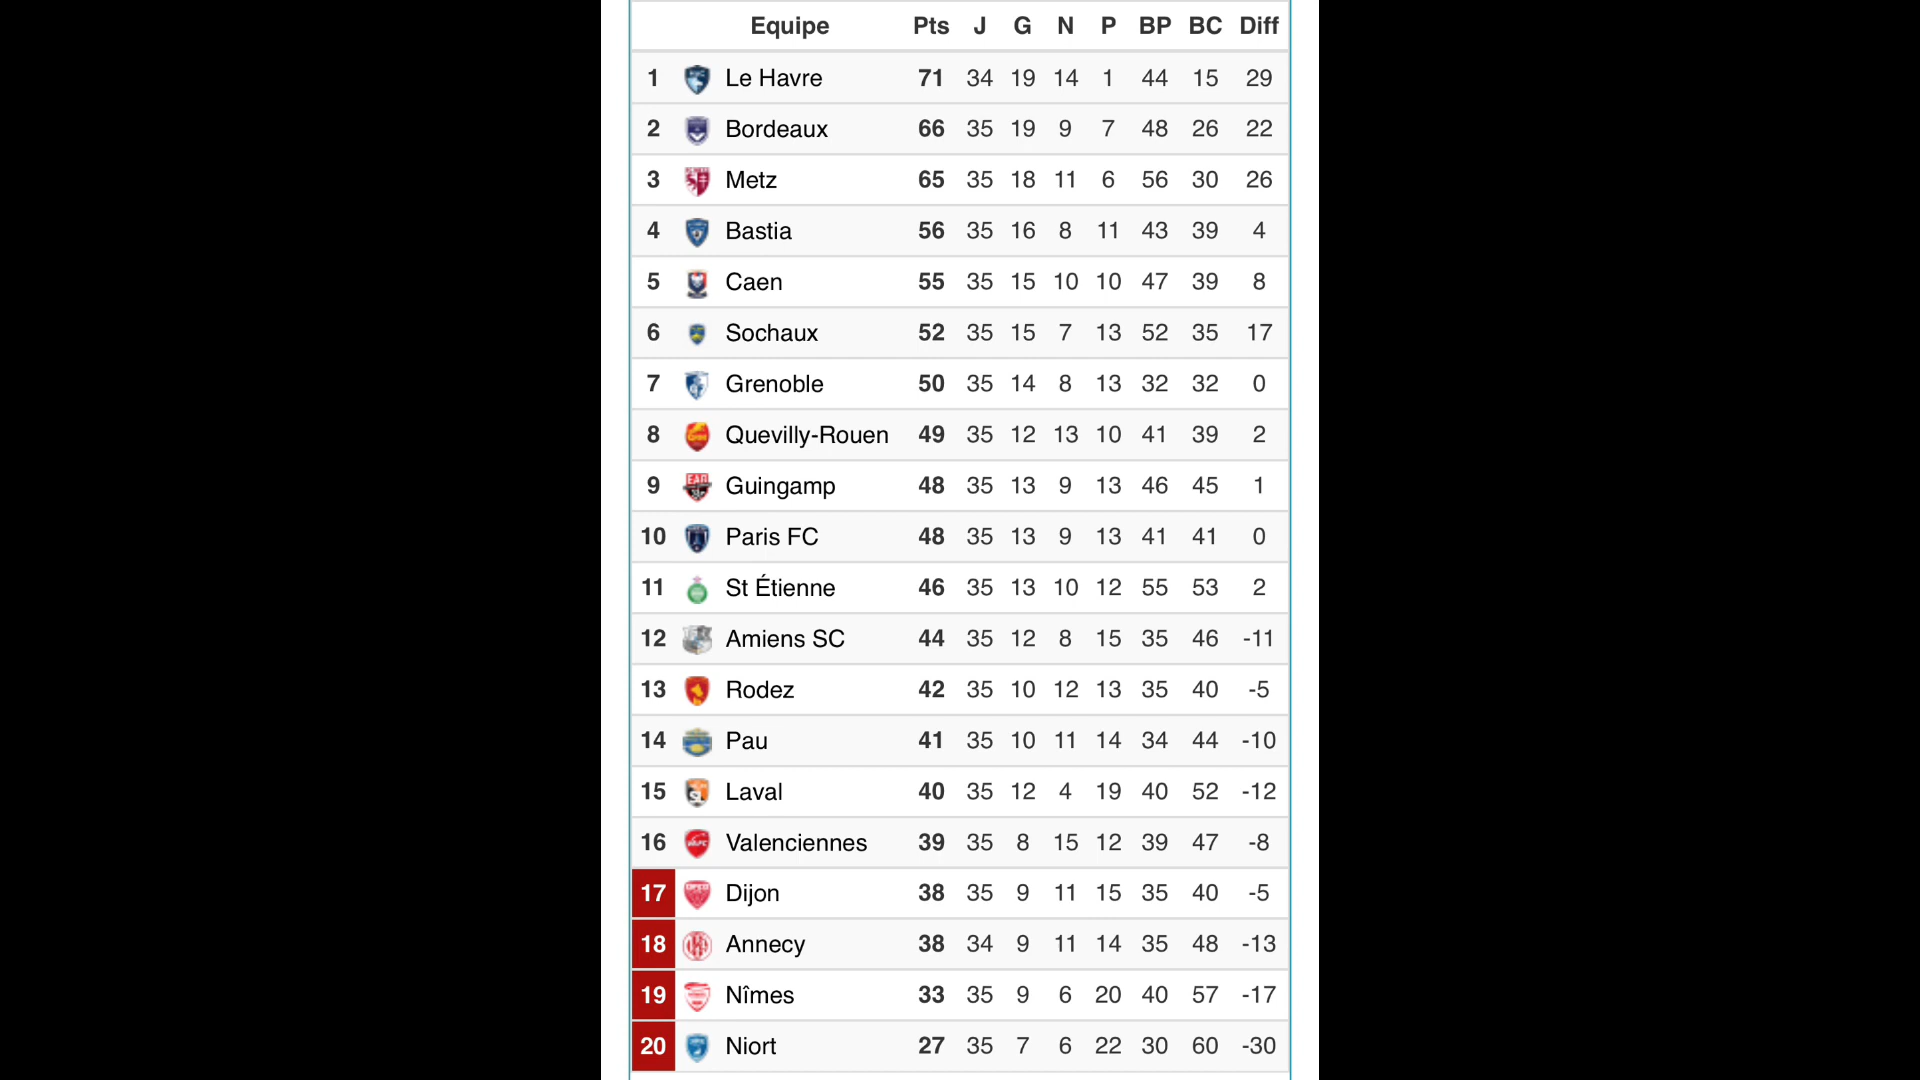 Equipe Pts J G N P BP BC Diff
1 Le Havre 71 34 19 14 1 44 15 29
2 Bordeaux 66 35 19 9 7 48 26 22
3 Metz 65 35 18 11 6 56 30 26
4 Bastia 56 35 16 8 11 43 39 4
5 Caen 55 35 15 10 10 47 39 8
6 Sochaux 52 35 15 7 13 52 35 17
7 Grenoble 50 35 14 8 13 32 32 0
8 Quevilly-Rouen 49 35 12 13 10 41 39 2
9 Guingamp 48 35 13 9 13 46 45 1
10 Paris FC 48 35 13 9 13 41 41 0
11 St Étienne 46 35 13 10 12 55 53 2
12 Amiens SC 44 35 12 8 15 35 46 -11
13 Rodez 42 35 10 12 13 35 40 -5
14 Pau 41 35 10 11 14 34 44 -10
15 Laval 40 35 12 4 19 40 52 -12
16 Valenciennes 39 35 8 15 12 39 47 -8
17 Dijon 38 35 9 11 15 35 40 -5
18 Annecy 38 34 9 11 14 35 48 -13
19 Nîmes 33 35 9 6 20 40 57 -17
20 Niort 27 35 7 6 22 30 60 -30